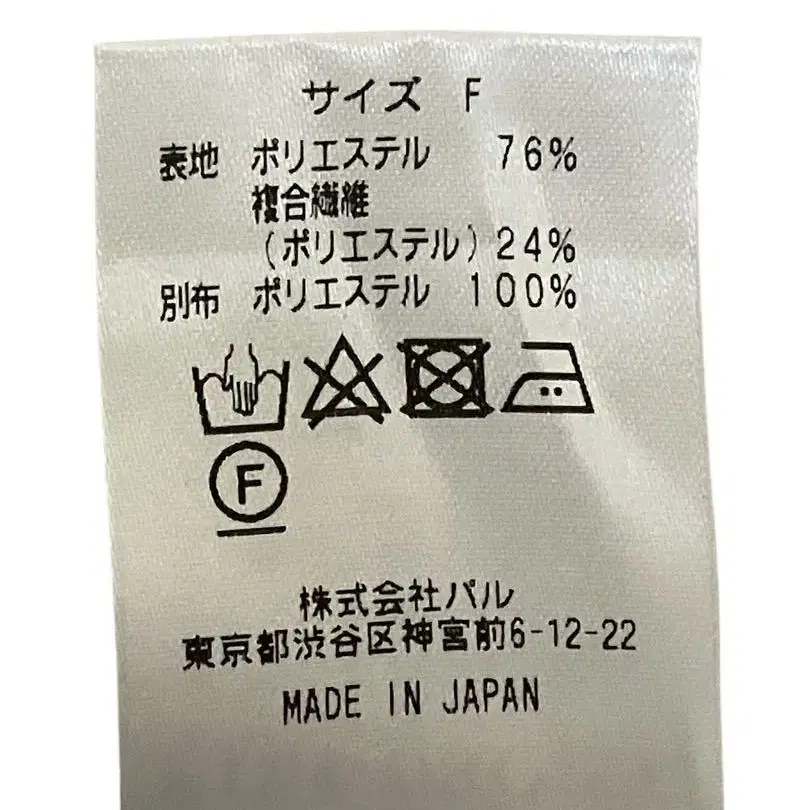 サイズ F
表地 ポリエステル 76%
複合繊維
(ポリエステル) 24%
別布 ポリエステル 100%
F
株式会社パル
東京都渋谷区神宮前6-12-22
MADE IN JAPAN